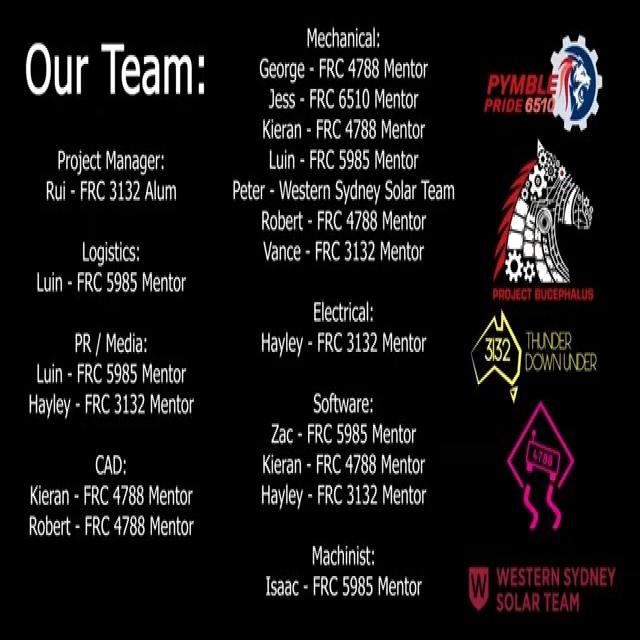 Our Team:
Project Manager:
Rui - FRC 3132 Alum
Logistics:
Luin - FRC 5985 Mentor
PR / Media:
Luin - FRC 5985 Mentor
Hayley - FRC 3132 Mentor
CAD:
Kieran - FRC 4788 Mentor
Robert - FRC 4788 Mentor
Mechanical:
George - FRC 4788 Mentor
Jess - FRC 6510 Mentor
Kieran - FRC 4788 Mentor
Luin - FRC 5985 Mentor
Peter - Western Sydney Solar Team
Robert - FRC 4788 Mentor
Vance - FRC 3132 Mentor
Electrical:
Hayley - FRC 3132 Mentor
Software:
Zac - FRC 5985 Mentor
Kieran - FRC 4788 Mentor
Hayley - FRC 3132 Mentor
Machinist:
Isaac - FRC 5985 Mentor
PYMBLE
PRIDE 6510
PROJECT BUCEPHALUS
3132
THUNDER
DOWN UNDER
4788
W
WESTERN SYDNEY
SOLAR TEAM